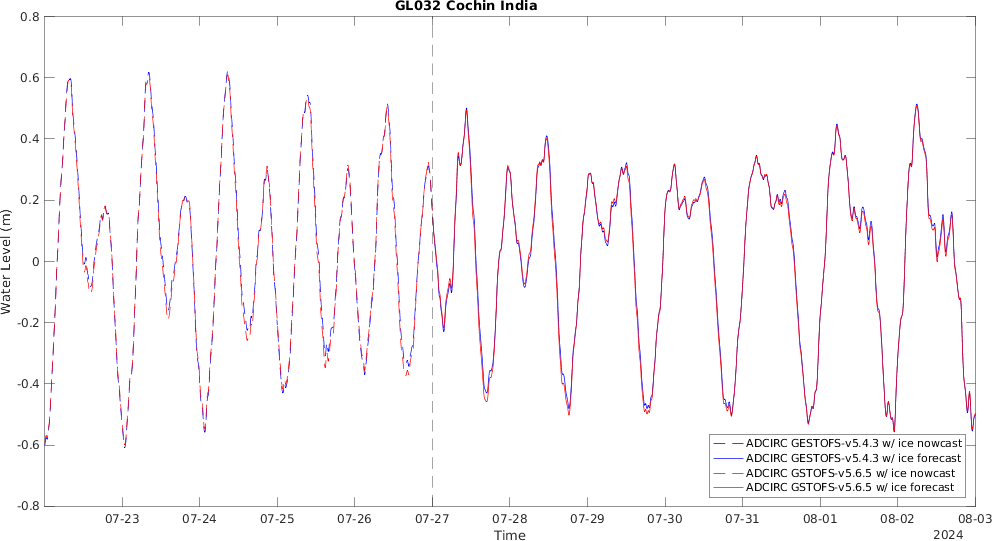 GL032 Cochin India
0.8
0.6
0.4
0.2
0
-0.2
-0.4
-0.6
-0.8
Water Level (m)
07-23 07-24 07-25 07-26 07-27 07-28 07-29 07-30 07-31 08-01 08-02 08-03
Time
2024
ADCIRC GESTOFS-v5.4.3 w/ ice nowcast
ADCIRC GESTOFS-v5.4.3 w/ ice forecast
ADCIRC GSTOFS-v5.6.5 w/ ice nowcast
ADCIRC GSTOFS-v5.6.5 w/ ice forecast